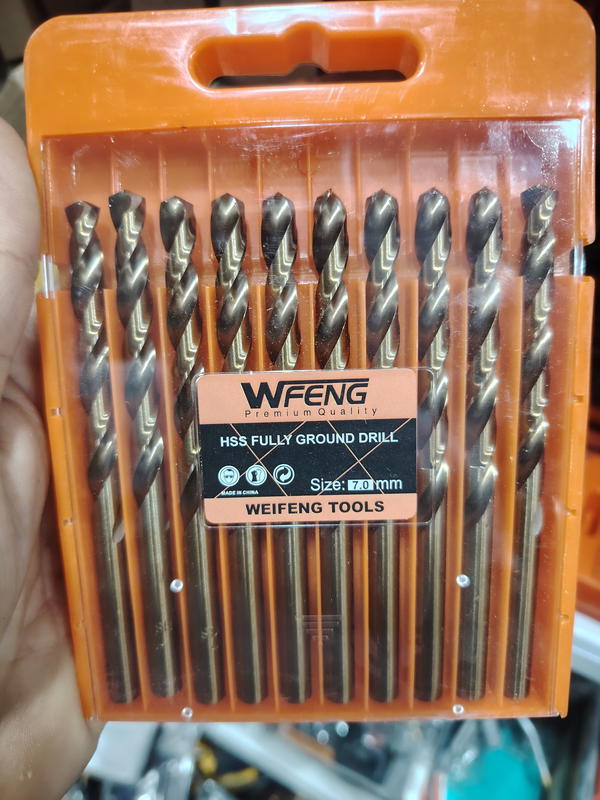 WFENG
Premium Quality
HSS FULLY GROUND DRILL
Size: 7.0 mm
MADE IN CHINA
WEIFENG TOOLS